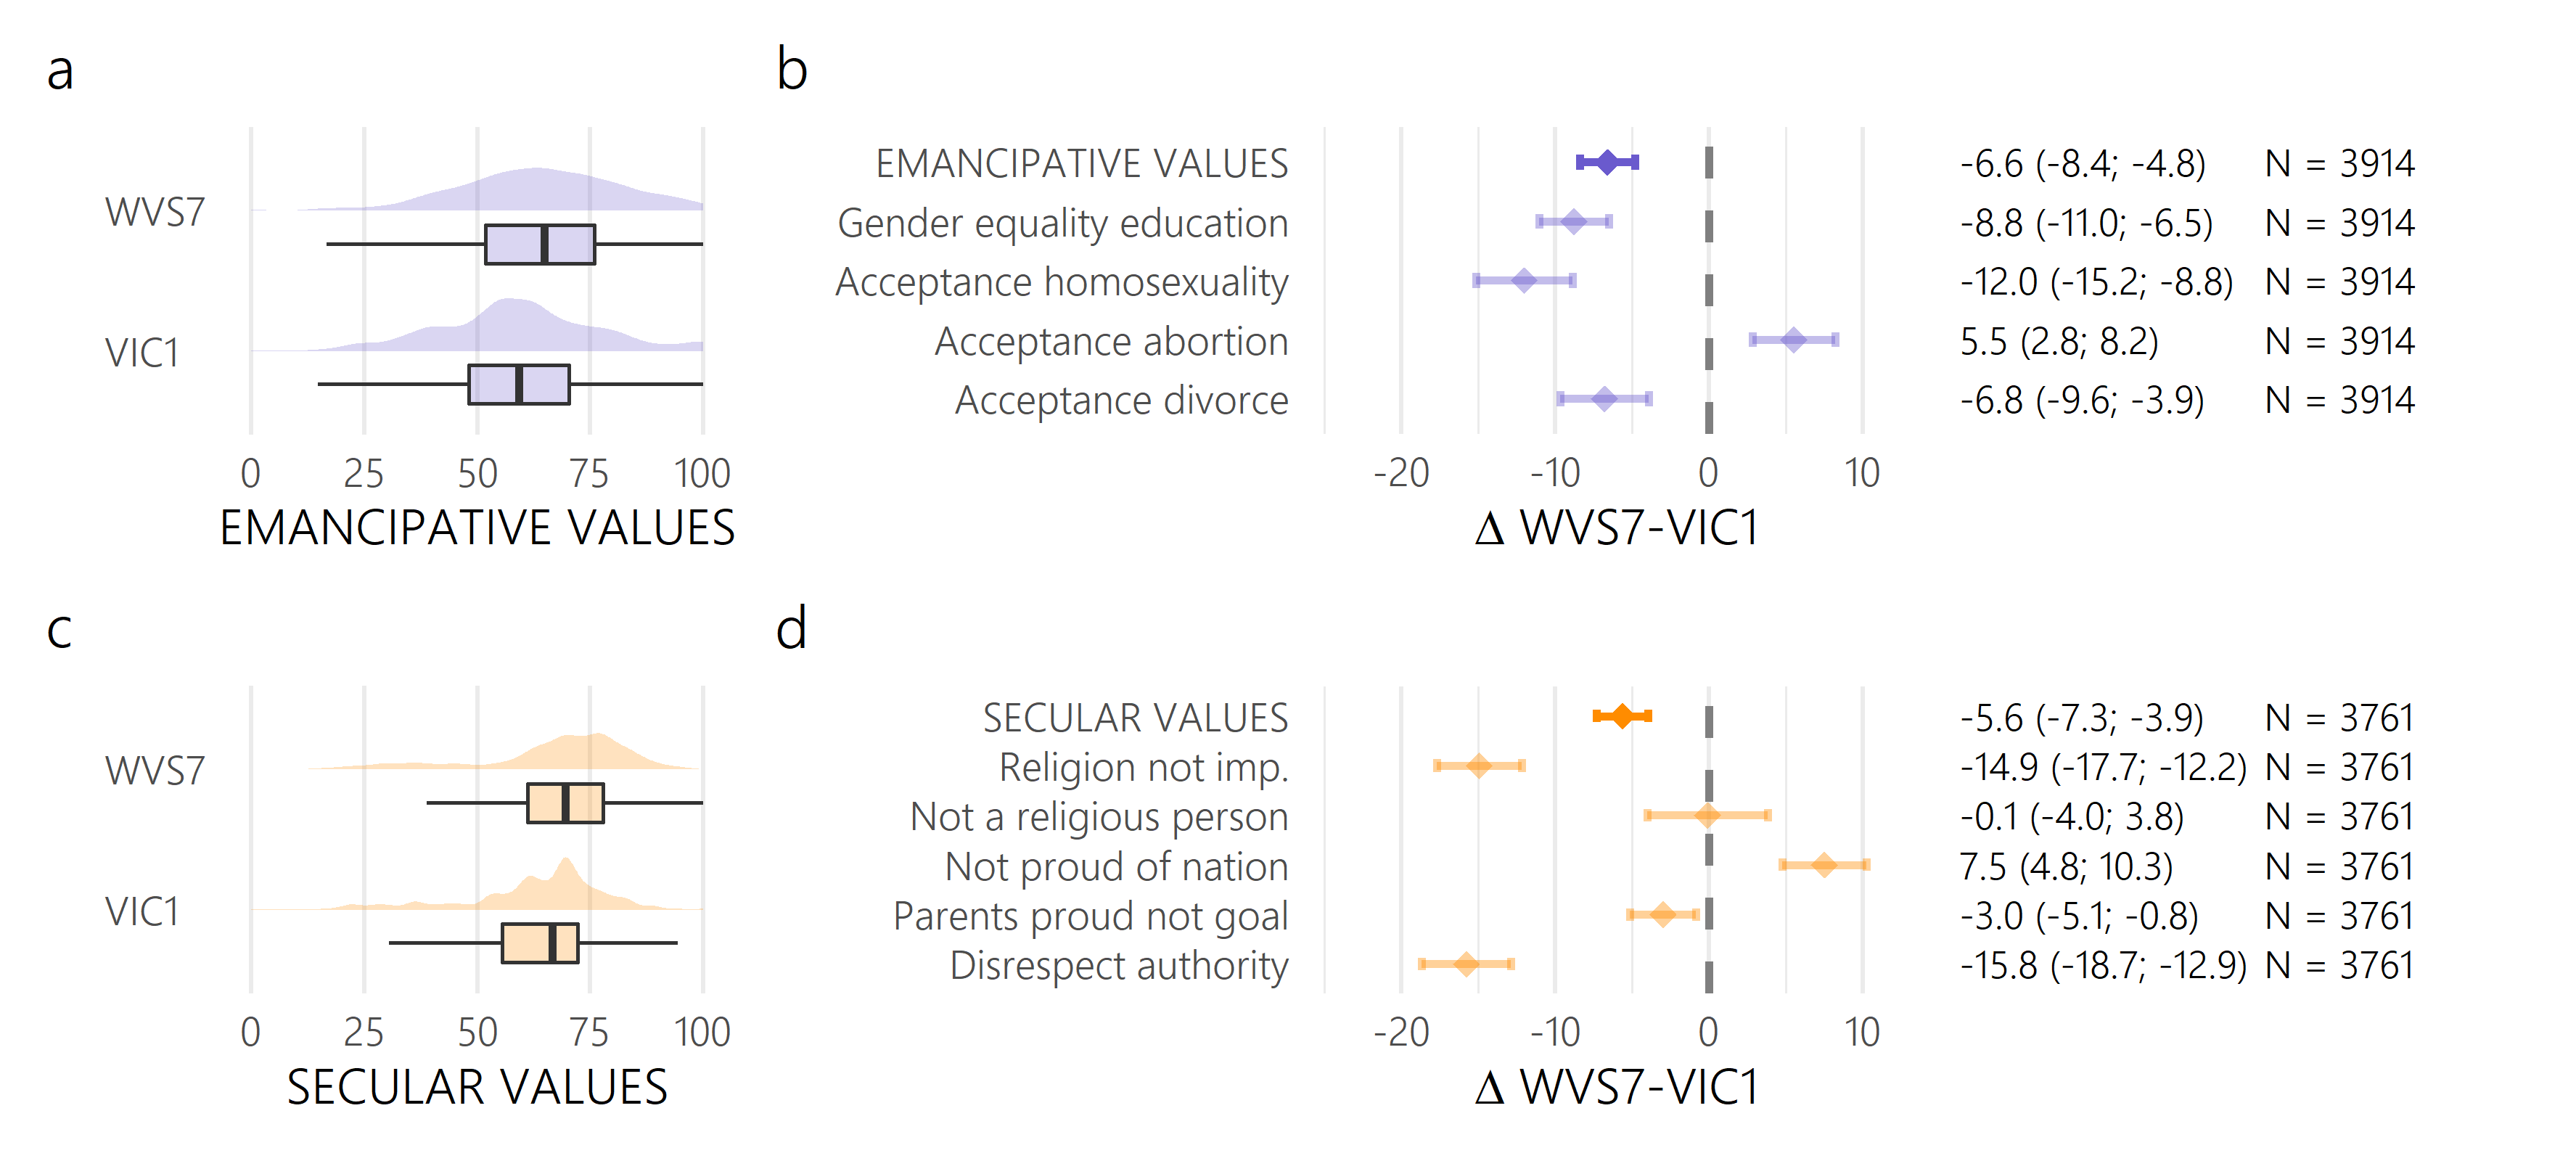 a
WVS7
VIC1
0 25 50 75 100
EMANCIPATIVE VALUES
b
EMANCIPATIVE VALUES -6.6 (-8.4; -4.8) N = 3914
Gender equality education -8.8 (-11.0; -6.5) N = 3914
Acceptance homosexuality -12.0 (-15.2; -8.8) N = 3914
Acceptance abortion 5.5 (2.8; 8.2) N = 3914
Acceptance divorce -6.8 (-9.6; -3.9) N = 3914
-20 -10 0 10
Δ WVS7-VIC1
c
WVS7
VIC1
0 25 50 75 100
SECULAR VALUES
d
SECULAR VALUES -5.6 (-7.3; -3.9) N = 3761
Religion not imp. -14.9 (-17.7; -12.2) N = 3761
Not a religious person -0.1 (-4.0; 3.8) N = 3761
Not proud of nation 7.5 (4.8; 10.3) N = 3761
Parents proud not goal -3.0 (-5.1; -0.8) N = 3761
Disrespect authority -15.8 (-18.7; -12.9) N = 3761
-20 -10 0 10
Δ WVS7-VIC1